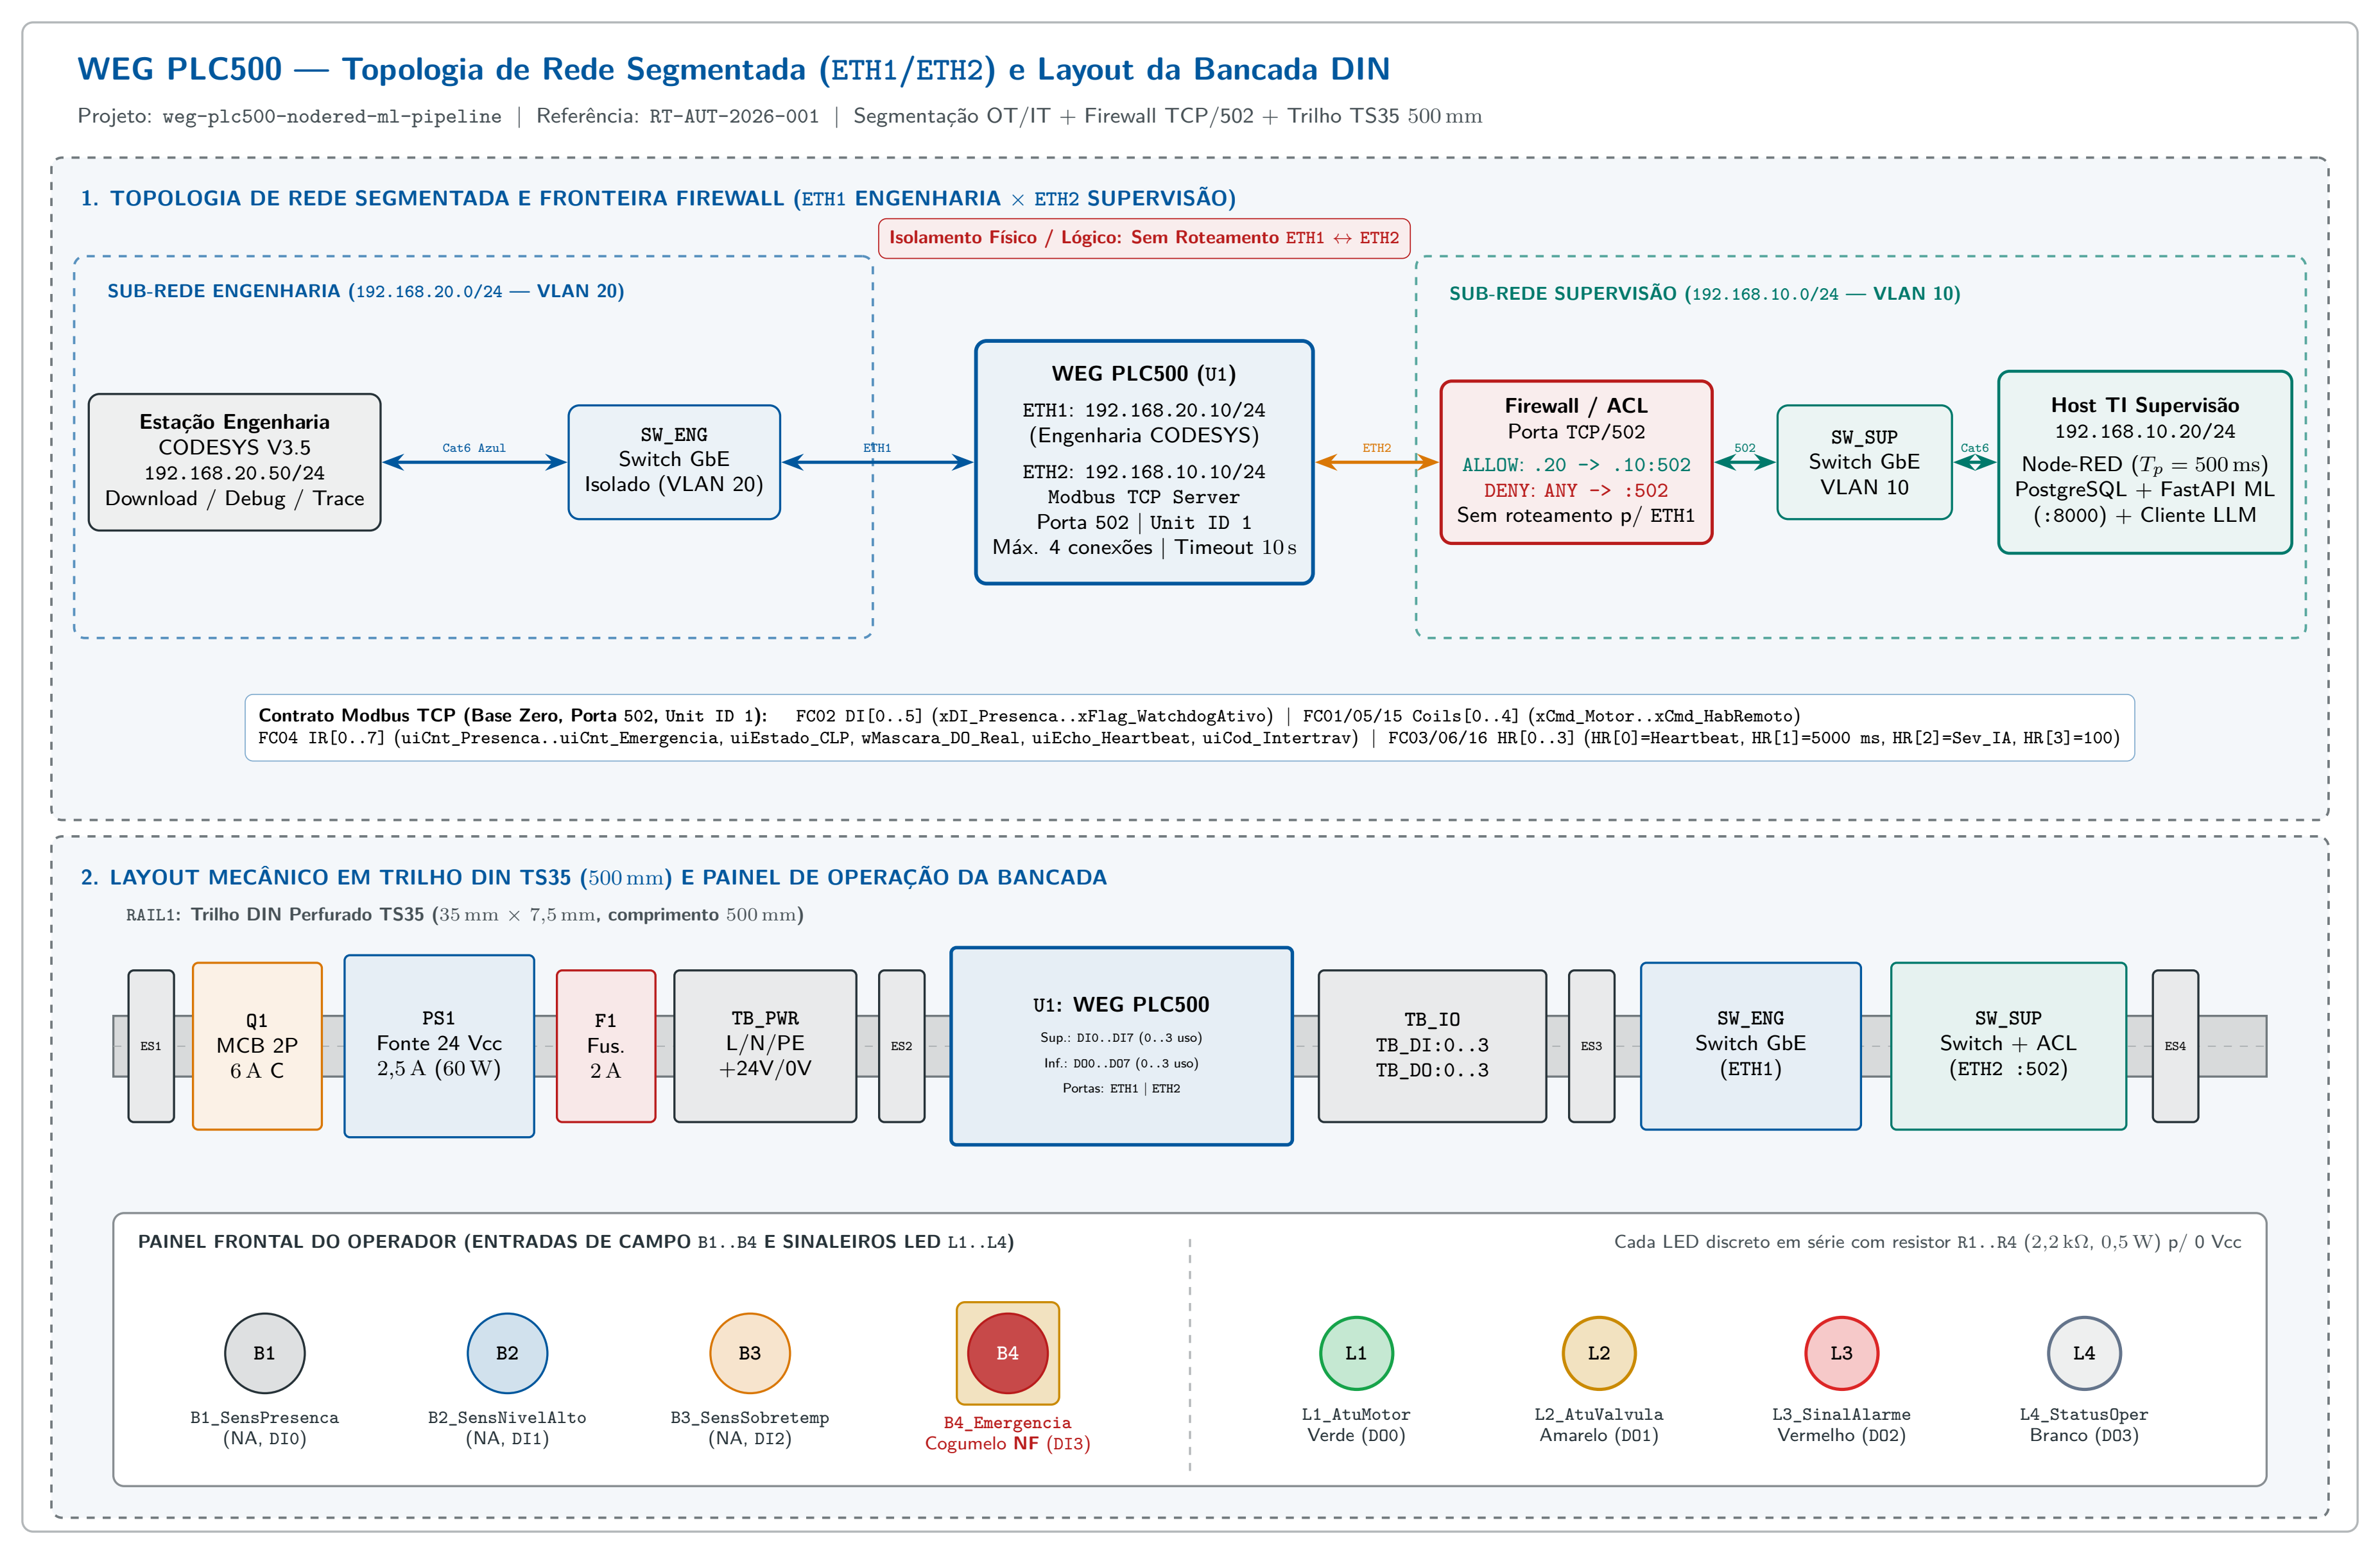 WEG PLC500 — Topologia de Rede Segmentada (ETH1/ETH2) e Layout da Bancada DIN
Projeto: weg-plc500-nodered-ml-pipeline | Referência: RT-AUT-2026-001 | Segmentação OT/IT + Firewall TCP/502 + Trilho TS35 500 mm
1. TOPOLOGIA DE REDE SEGMENTADA E FRONTEIRA FIREWALL (ETH1 ENGENHARIA × ETH2 SUPERVISÃO)
Isolamento Físico / Lógico: Sem Roteamento ETH1 ↔ ETH2
SUB-REDE ENGENHARIA (192.168.20.0/24 — VLAN 20)
Estação Engenharia
CODESYS V3.5
192.168.20.50/24
Download / Debug / Trace
Cat6 Azul
SW_ENG
Switch GbE
Isolado (VLAN 20)
ETH1
WEG PLC500 (U1)
ETH1: 192.168.20.10/24
(Engenharia CODESYS)
ETH2: 192.168.10.10/24
Modbus TCP Server
Porta 502 | Unit ID 1
Máx. 4 conexões | Timeout 10 s
ETH2
SUB-REDE SUPERVISÃO (192.168.10.0/24 — VLAN 10)
Firewall / ACL
Porta TCP/502
ALLOW: .20 -> .10:502
DENY: ANY -> :502
Sem roteamento p/ ETH1
502
SW_SUP
Switch GbE
VLAN 10
Cat6
Host TI Supervisão
192.168.10.20/24
Node-RED (Tp = 500 ms)
PostgreSQL + FastAPI ML
(:8000) + Cliente LLM
Contrato Modbus TCP (Base Zero, Porta 502, Unit ID 1): FC02 DI[0..5] (xDI_Presenca..xFlag_WatchdogAtivo) | FC01/05/15 Coils[0..4] (xCmd_Motor..xCmd_HabRemoto)
FC04 IR[0..7] (uiCnt_Presenca..uiCnt_Emergencia, uiEstado_CLP, wMascara_DO_Real, uiEcho_Heartbeat, uiCod_Intertrav) | FC03/06/16 HR[0..3] (HR[0]=Heartbeat, HR[1]=5000 ms, HR[2]=Sev_IA, HR[3]=100)
2. LAYOUT MECÂNICO EM TRILHO DIN TS35 (500 mm) E PAINEL DE OPERAÇÃO DA BANCADA
RAIL1: Trilho DIN Perfurado TS35 (35 mm × 7,5 mm, comprimento 500 mm)
ES1
Q1
MCB 2P
6 A C
PS1
Fonte 24 Vcc
2,5 A (60 W)
F1
Fus.
2 A
TB_PWR
L/N/PE
+24V/0V
ES2
U1: WEG PLC500
Sup.: DI0..DI7 (0..3 uso)
Inf.: DO0..DO7 (0..3 uso)
Portas: ETH1 | ETH2
TB_IO
TB_DI:0..3
TB_DO:0..3
ES3
SW_ENG
Switch GbE
(ETH1)
SW_SUP
Switch + ACL
(ETH2 :502)
ES4
PAINEL FRONTAL DO OPERADOR (ENTRADAS DE CAMPO B1..B4 E SINALEIROS LED L1..L4)
Cada LED discreto em série com resistor R1..R4 (2,2 kΩ, 0,5 W) p/ 0 Vcc
B1
B1_SensPresenca
(NA, DI0)
B2
B2_SensNivelAlto
(NA, DI1)
B3
B3_SensSobretemp
(NA, DI2)
B4
B4_Emergencia
Cogumelo NF (DI3)
L1
L1_AtuMotor
Verde (DO0)
L2
L2_AtuValvula
Amarelo (DO1)
L3
L3_SinalAlarme
Vermelho (DO2)
L4
L4_StatusOper
Branco (DO3)